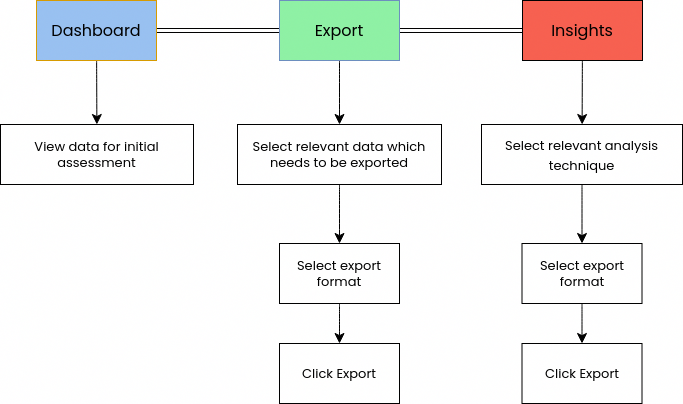 Dashboard
Export
Insights
View data for initial
assessment
Select relevant data which
needs to be exported
Select relevant analysis
technique
Select export
format
Select export
format
Click Export
Click Export